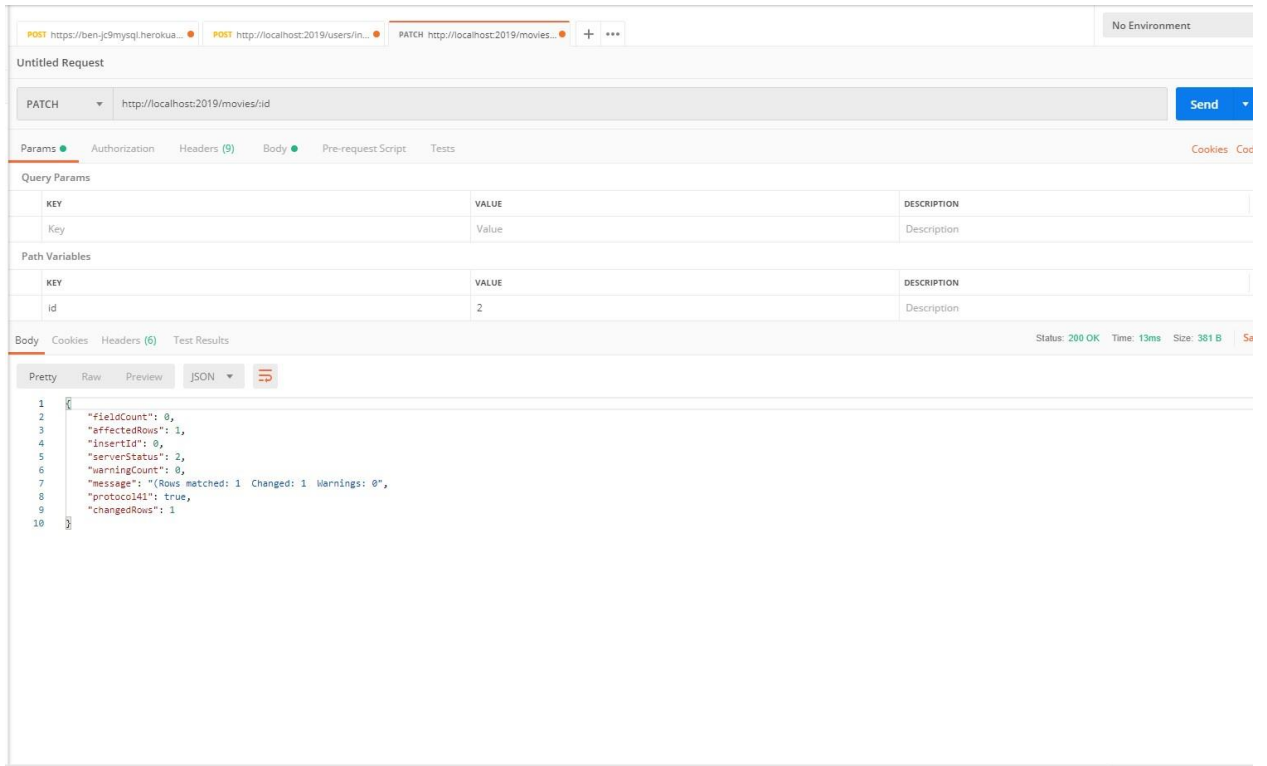 POST https://ben-jc9mysql.herokua... POST http://localhost:2019/users/in... PATCH http://localhost:2019/movies... + ••• No Environment
Untitled Request
PATCH http://localhost:2019/movies/:id Send
Params Authorization Headers (9) Body Pre-request Script Tests Cookies Cod
Query Params
KEY VALUE DESCRIPTION
Key Value Description
Path Variables
KEY VALUE DESCRIPTION
id 2 Description
Body Cookies Headers (6) Test Results Status: 200 OK Time: 13ms Size: 381 B Sa
Pretty Raw Preview JSON
1 {
2 "fieldCount": 0,
3 "affectedRows": 1,
4 "insertId": 0,
5 "serverStatus": 2,
6 "warningCount": 0,
7 "message": "(Rows matched: 1 Changed: 1 Warnings: 0",
8 "protocol41": true,
9 "changedRows": 1
10 }